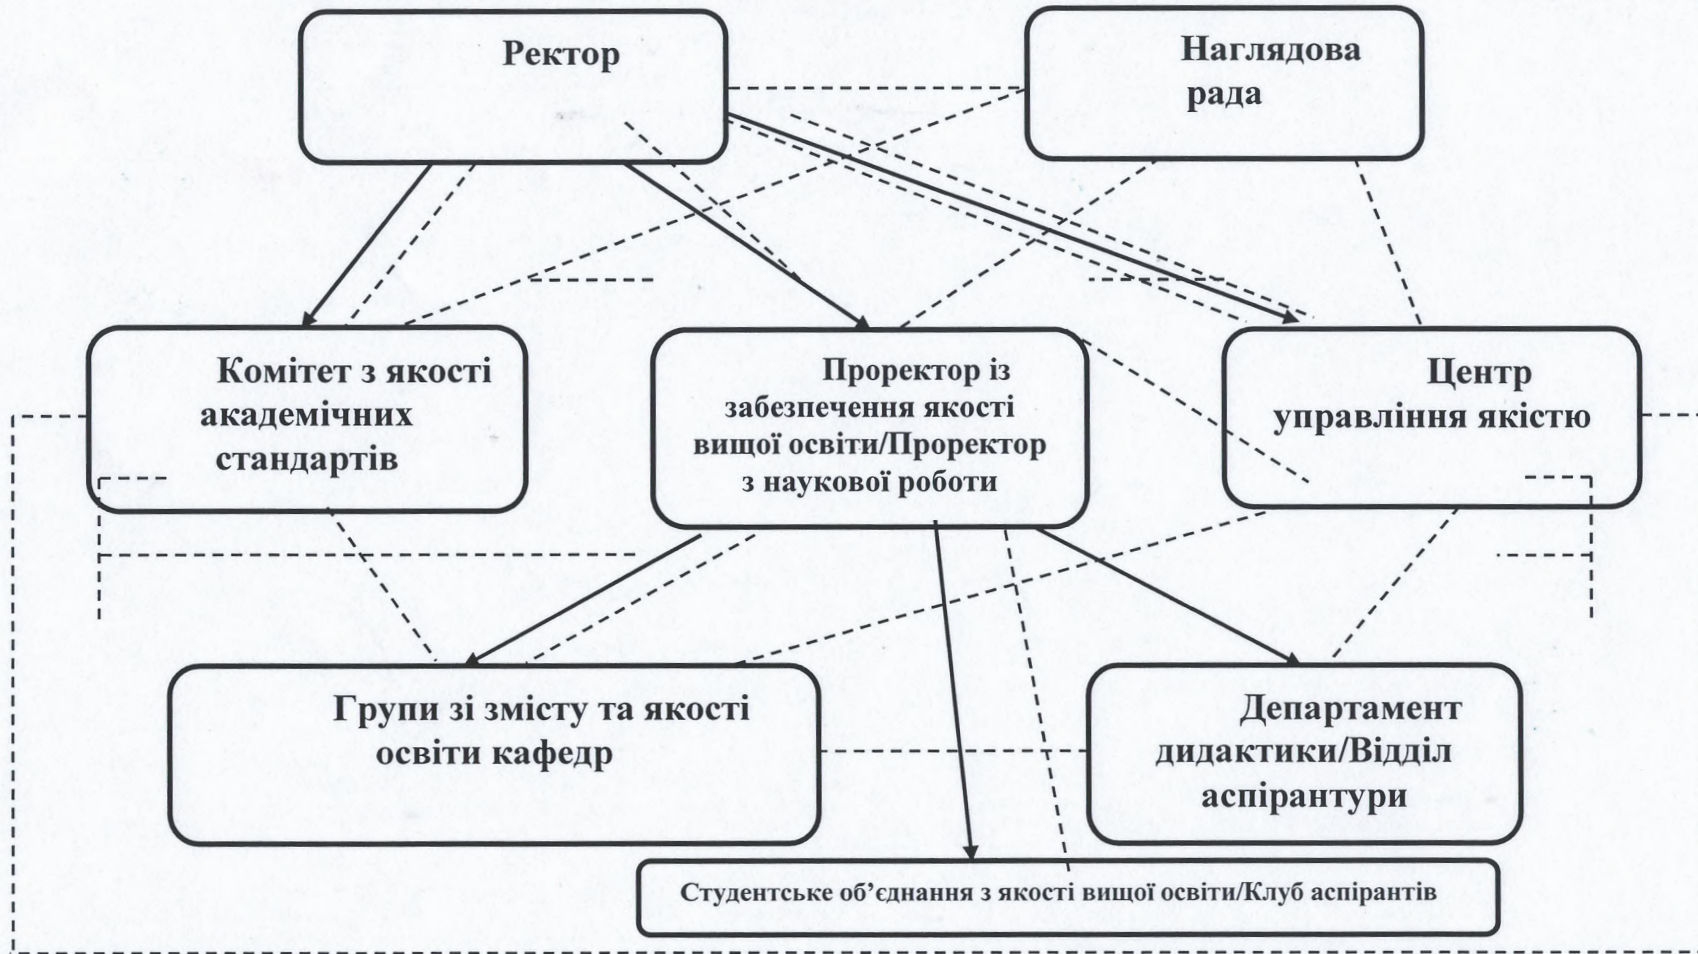 Ректор
Наглядова
рада
Комітет з якості
академічних
стандартів
Проректор із
забезпечення якості
вищої освіти/Проректор
з наукової роботи
Центр
управління якістю
Групи зі змісту та якості
освіти кафедр
Департамент
дидактики/Відділ
аспірантури
Студентське об’єднання з якості вищої освіти/Клуб аспірантів